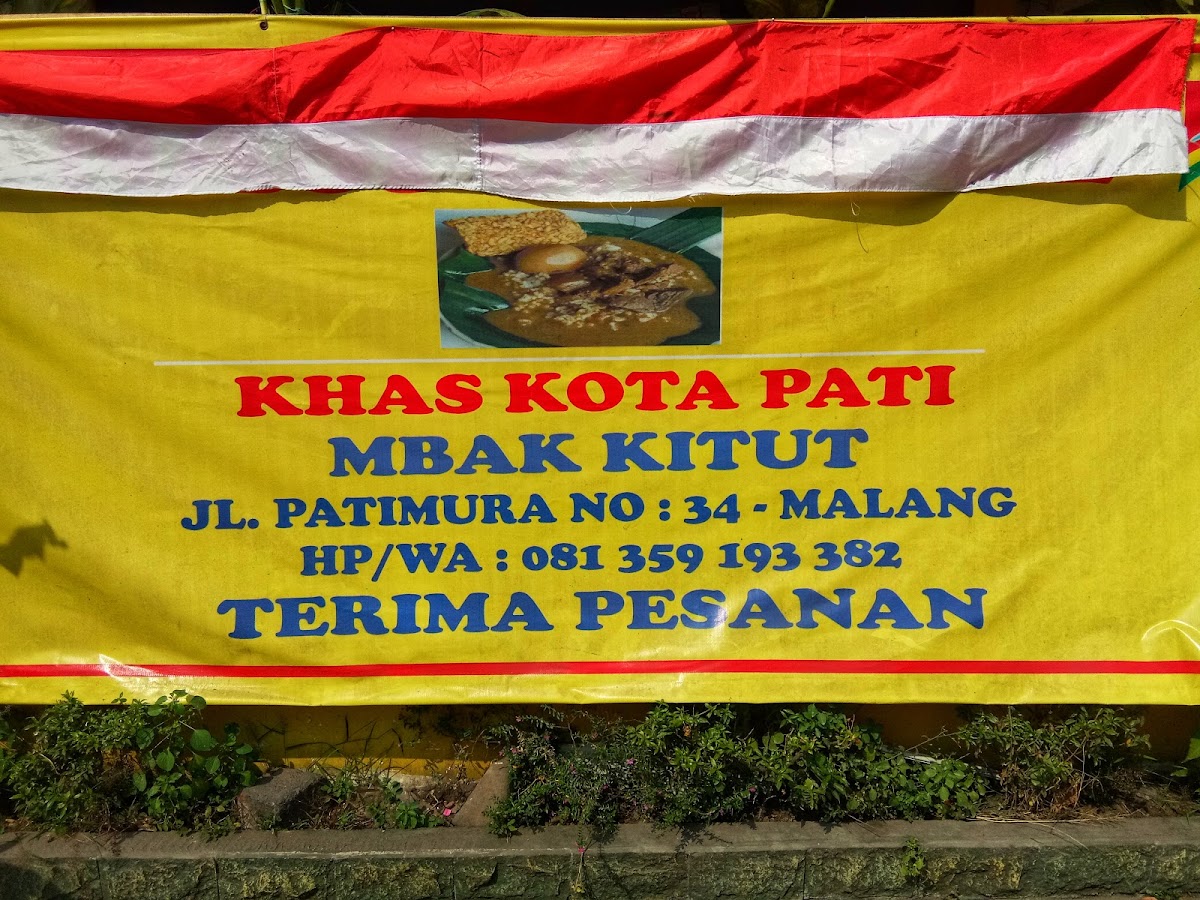 KHAS KOTA PATI
MBAK KITUT
JL. PATIMURA NO : 34 - MALANG
HP/WA : 081 359 193 382
TERIMA PESANAN